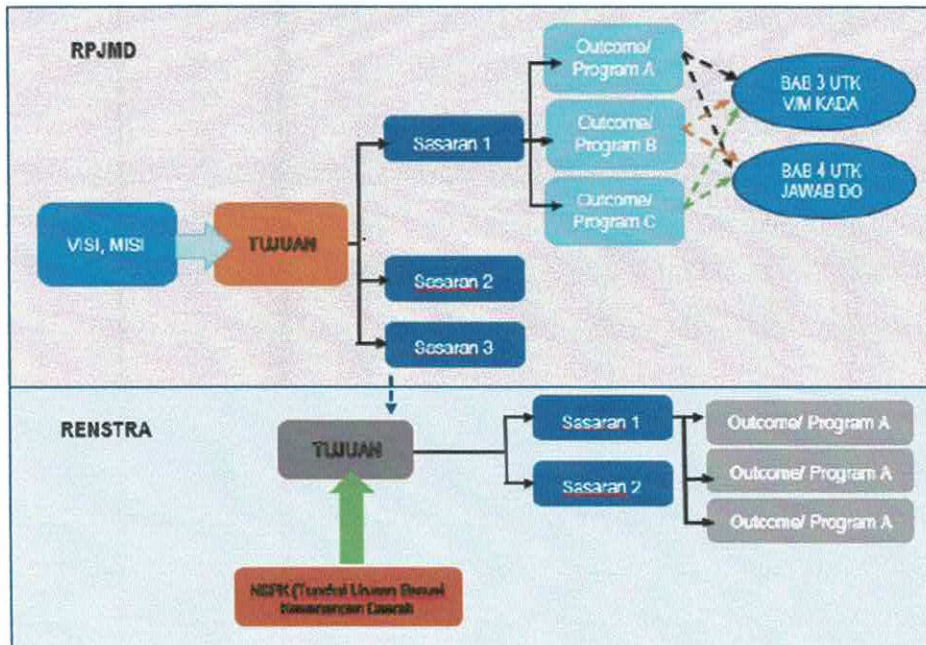 RPJMD
Outcome/
Program A
BAB 3 UTK
V/M KADA
Sasaran 1
Outcome/
Program B
BAB 4 UTK
JAWAB DO
Outcome/
Program C
VISI, MISI
TUJUAN
Sasaran 2
Sasaran 3
RENSTRA
TUJUAN
Sasaran 1
Outcome/ Program A
Sasaran 2
Outcome/ Program A
Outcome/ Program A
NSPK (Tunduk Urusan Sesuai
Kewenangan Daerah